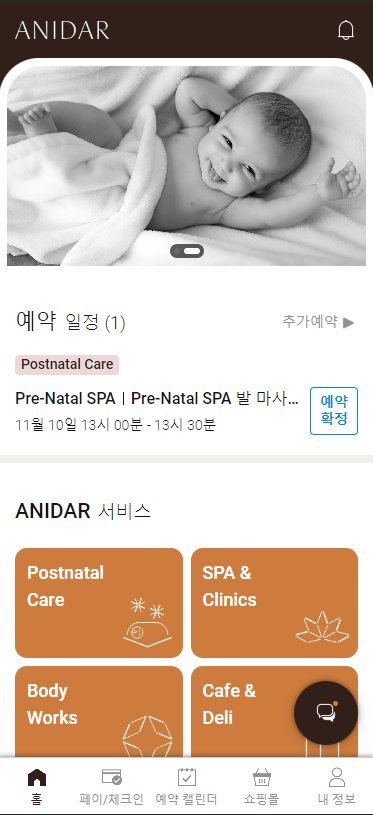 ANIDAR
예약 일정 (1)
추가예약 ▶
Postnatal Care
Pre-Natal SPA | Pre-Natal SPA 발 마사...
11월 10일 13시 00분 - 13시 30분
예약
확정
ANIDAR 서비스
Postnatal
Care
SPA &
Clinics
Body
Works
Cafe &
Deli
홈
페이/체크인
예약 캘린더
쇼핑몰
내 정보